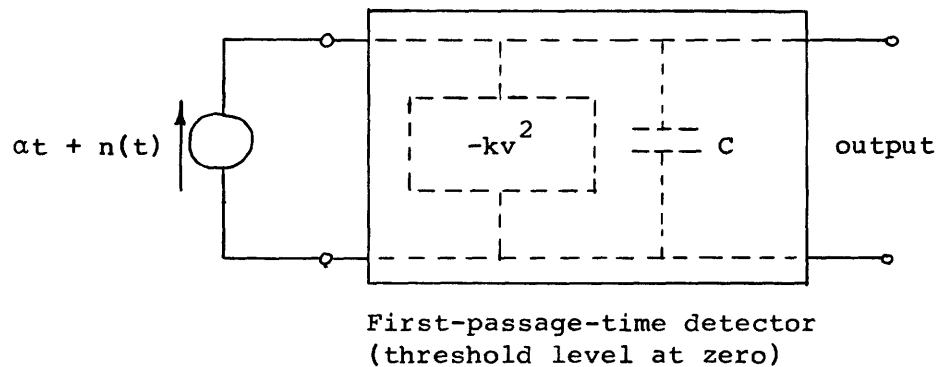 αt + n(t)
-kv²
C
output
First-passage-time detector
(threshold level at zero)